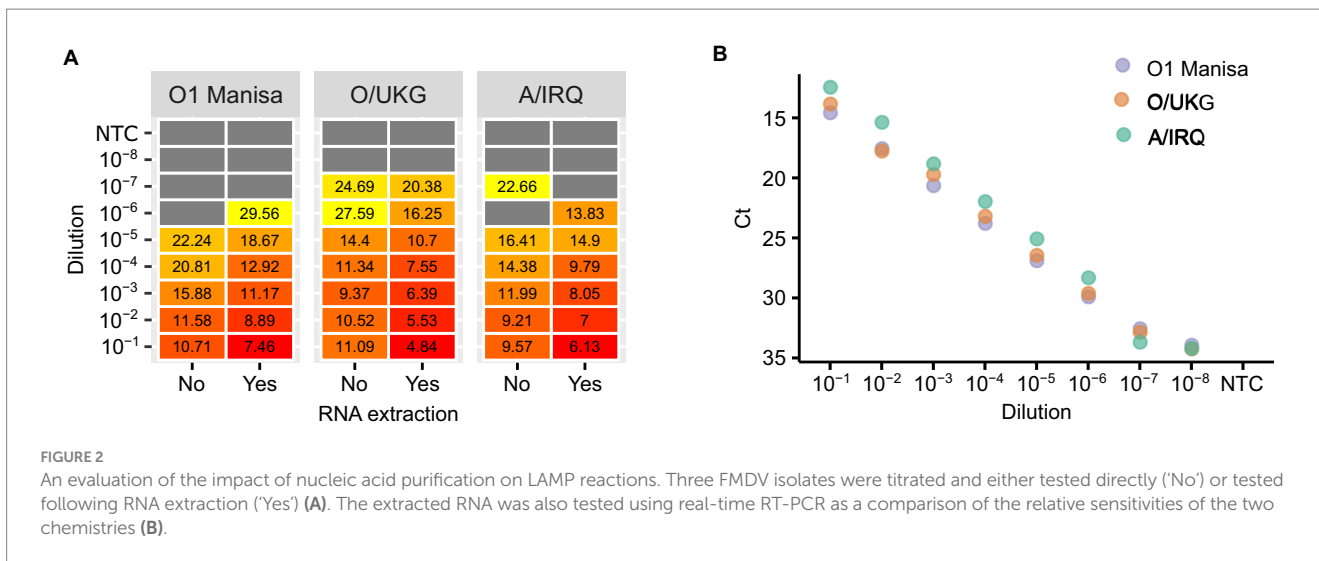 A
O1 Manisa O/UKG A/IRQ
Dilution
NTC
10⁻⁸
10⁻⁷ 24.69 20.38 22.66
10⁻⁶ 29.56 27.59 16.25 13.83
10⁻⁵ 22.24 18.67 14.4 10.7 16.41 14.9
10⁻⁴ 20.81 12.92 11.34 7.55 14.38 9.79
10⁻³ 15.88 11.17 9.37 6.39 11.99 8.05
10⁻² 11.58 8.89 10.52 5.53 9.21 7
10⁻¹ 10.71 7.46 11.09 4.84 9.57 6.13
No Yes No Yes No Yes
RNA extraction
B
O1 Manisa
O/UKG
A/IRQ
Ct
15
20
25
30
35
10⁻¹ 10⁻² 10⁻³ 10⁻⁴ 10⁻⁵ 10⁻⁶ 10⁻⁷ 10⁻⁸ NTC
Dilution
FIGURE 2
An evaluation of the impact of nucleic acid purification on LAMP reactions. Three FMDV isolates were titrated and either tested directly (‘No’) or tested
following RNA extraction (‘Yes’) (A). The extracted RNA was also tested using real-time RT-PCR as a comparison of the relative sensitivities of the two
chemistries (B).